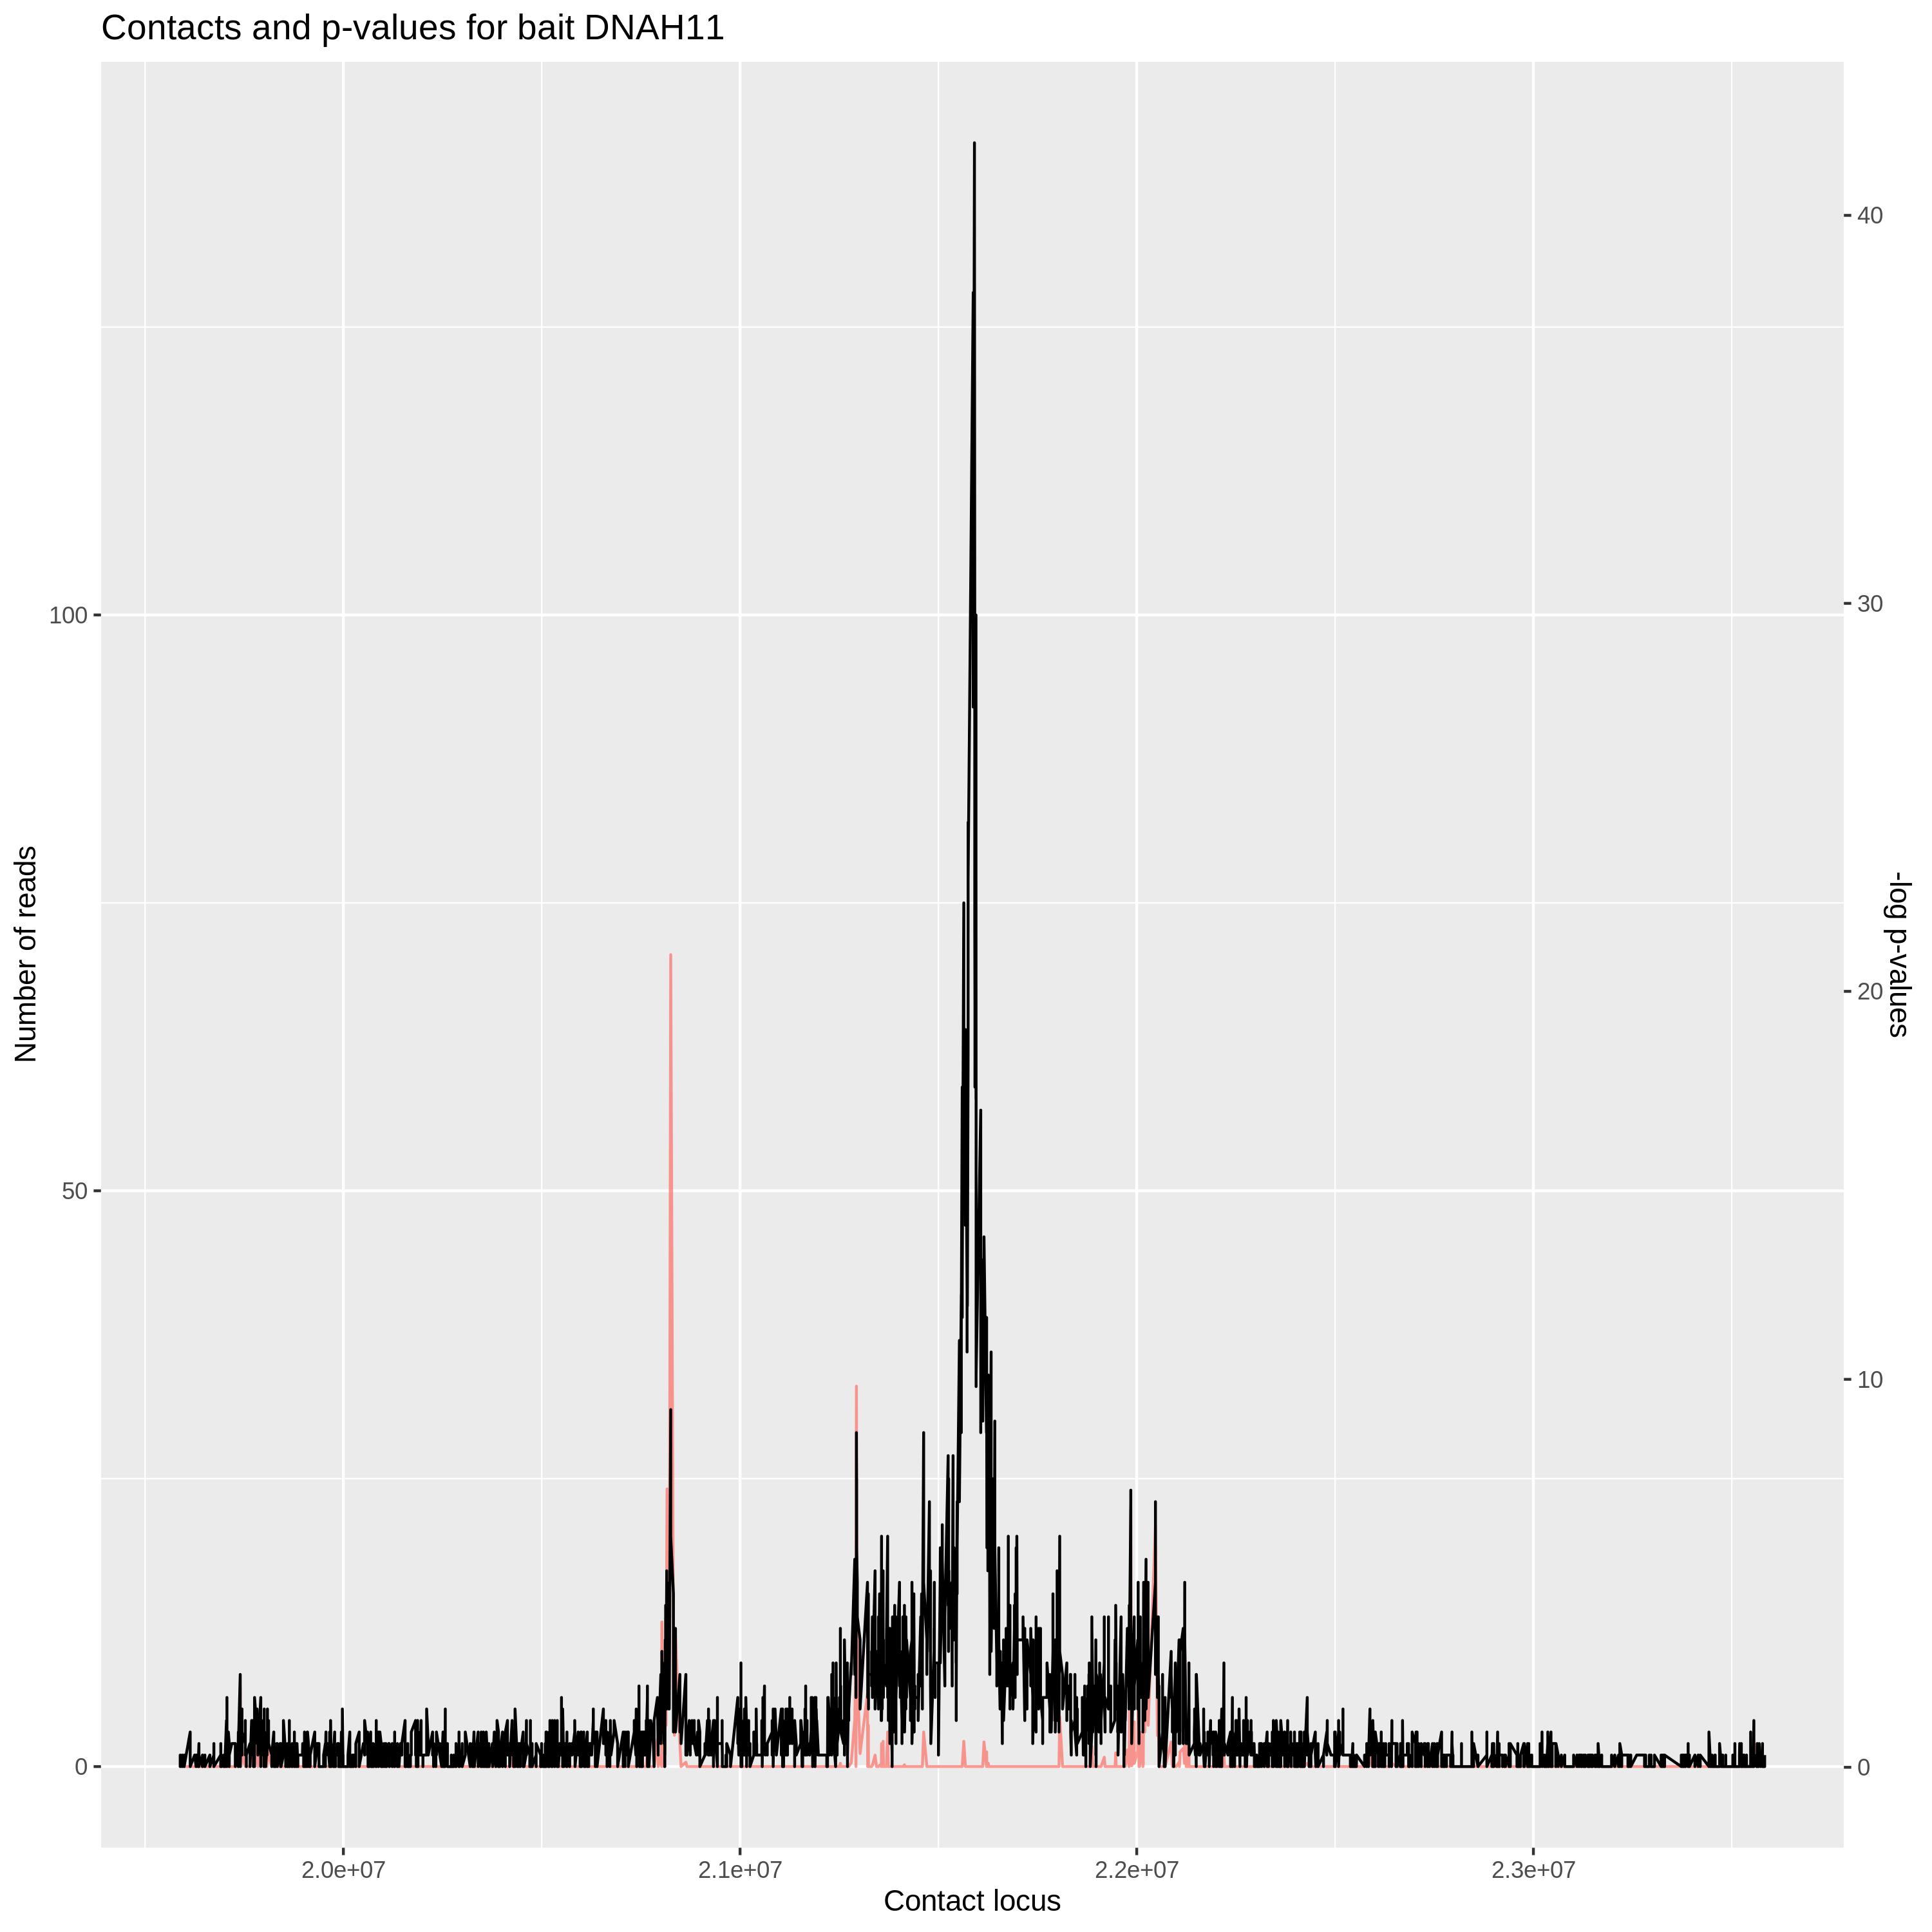 Contacts and p-values for bait DNAH11
Number of reads
100
50
0
40
30
20
10
0
-log p-values
2.0e+07 2.1e+07 2.2e+07 2.3e+07
Contact locus